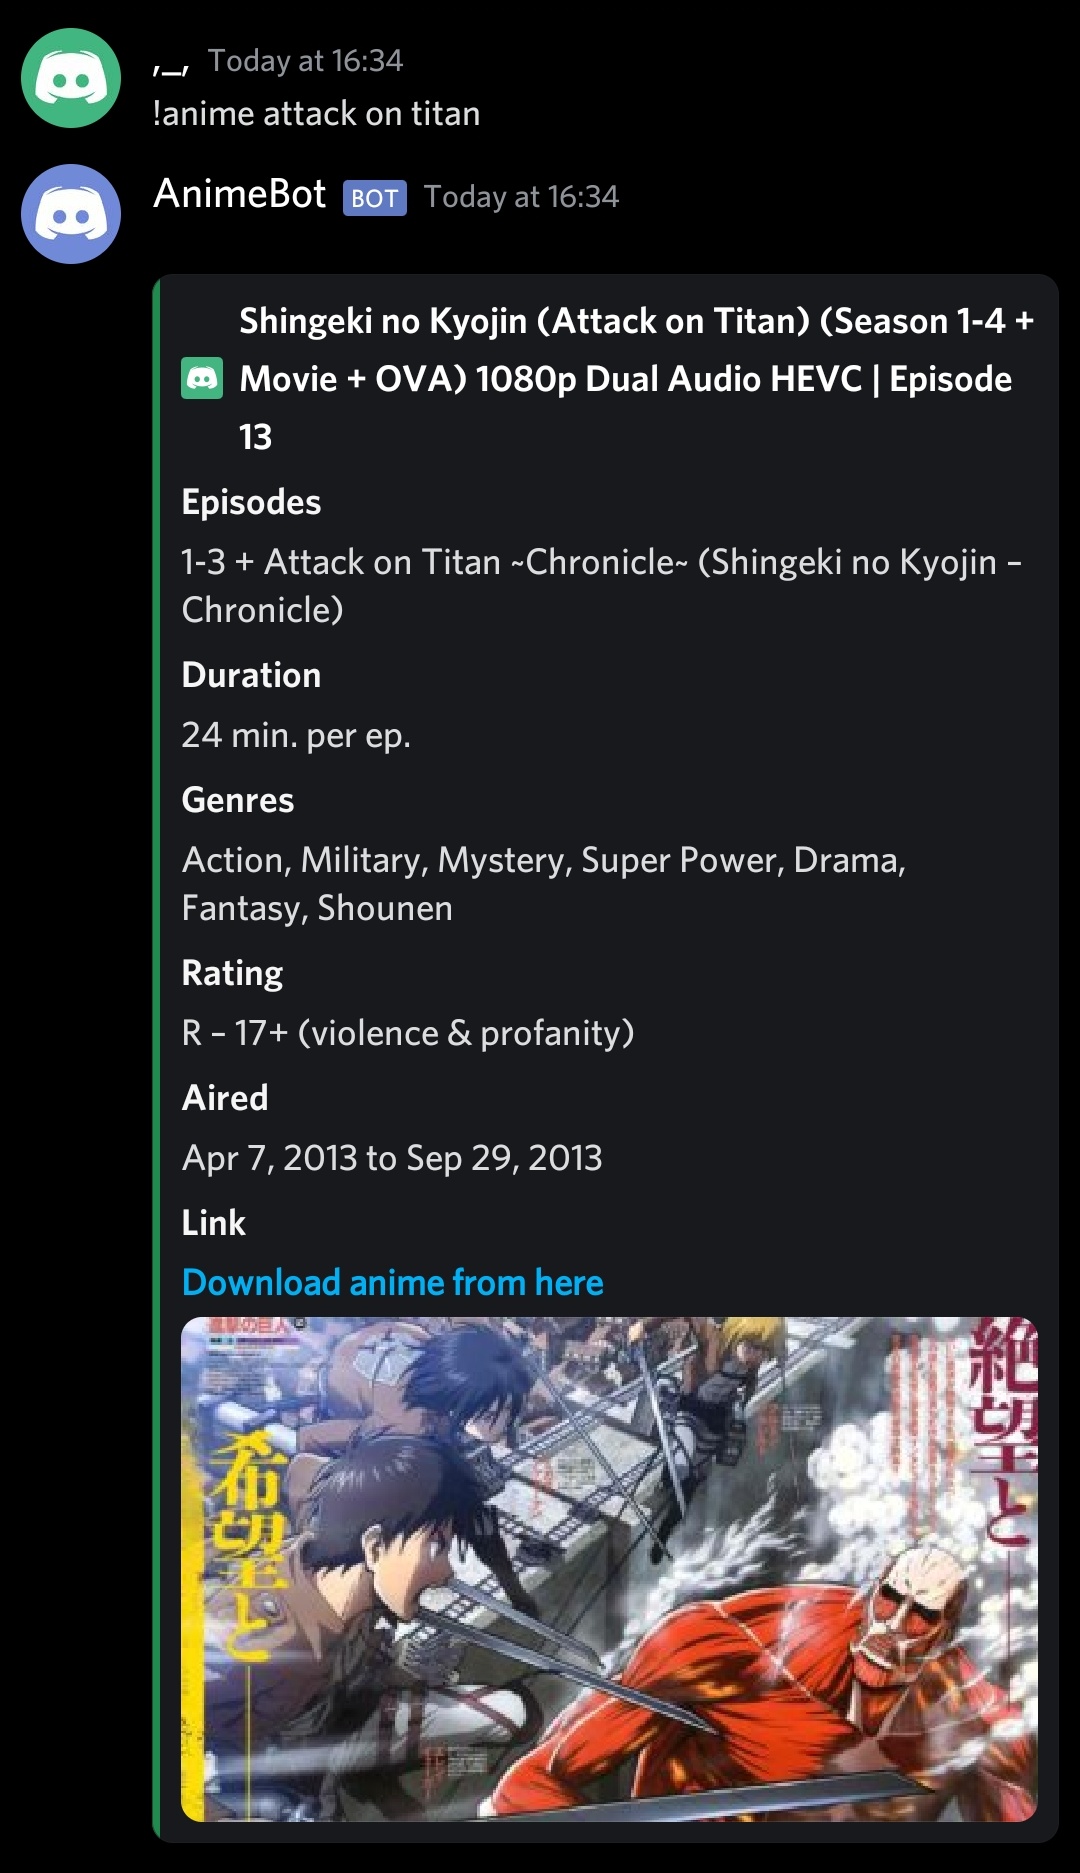 ,_, Today at 16:34
!anime attack on titan
AnimeBot BOT Today at 16:34
Shingeki no Kyojin (Attack on Titan) (Season 1-4 +
Movie + OVA) 1080p Dual Audio HEVC | Episode
13
Episodes
1-3 + Attack on Titan ~Chronicle~ (Shingeki no Kyojin –
Chronicle)
Duration
24 min. per ep.
Genres
Action, Military, Mystery, Super Power, Drama,
Fantasy, Shounen
Rating
R – 17+ (violence & profanity)
Aired
Apr 7, 2013 to Sep 29, 2013
Link
Download anime from here
進撃の巨人
絶望と
希望と